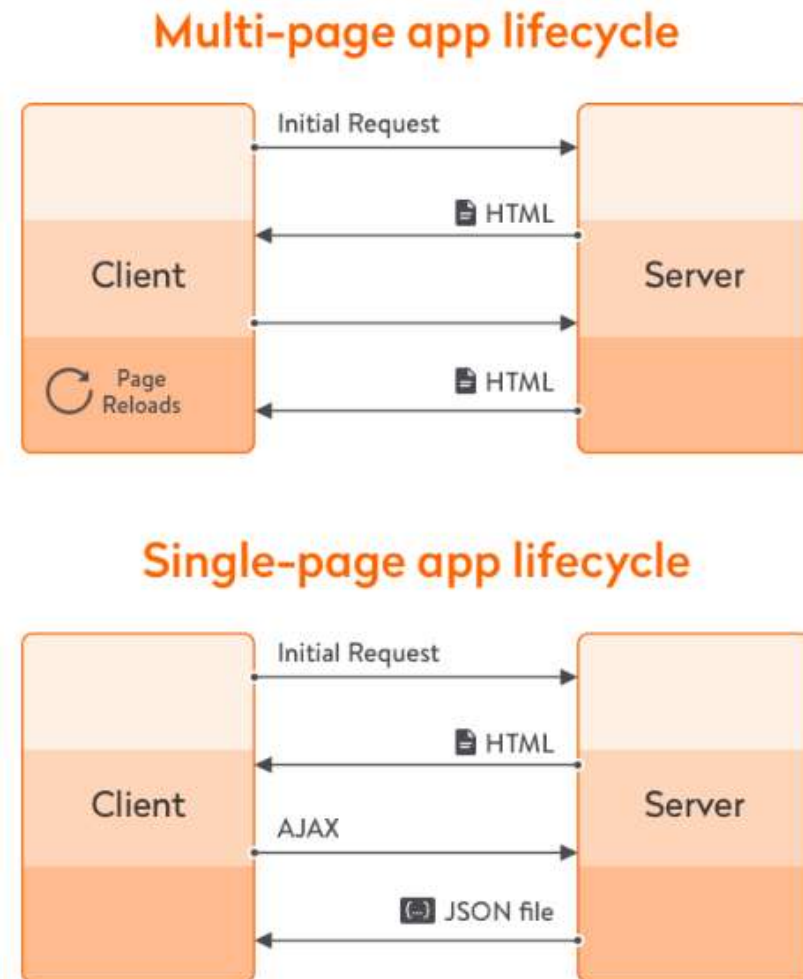 Multi-page app lifecycle
Initial Request
HTML
Client
Server
Page
Reloads
HTML
Single-page app lifecycle
Initial Request
HTML
Client
Server
AJAX
{...} JSON file